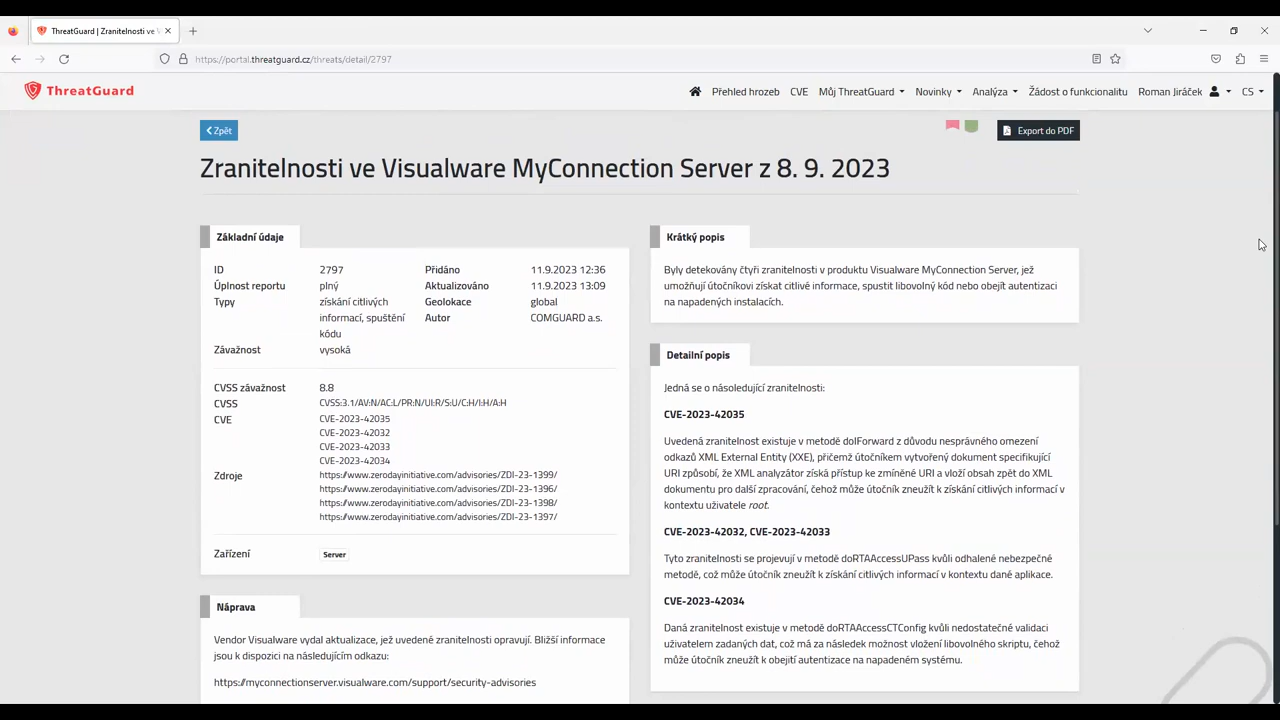 ThreatGuard | Zranitelnosti ve
https://portal.threatguard.cz/threats/detail/2797
ThreatGuard
Přehled hrozeb
CVE
Můj ThreatGuard
Novinky
Analýza
Žádost o funkcionalitu
Roman Jiráček
CS
Zpět
Export do PDF
Zranitelnosti ve Visualware MyConnection Server z 8. 9. 2023
Základní údaje
ID 2797 Přidáno 11.9.2023 12:36
Úplnost reportu plný Aktualizováno 11.9.2023 13:09
Typy získání citlivých Geolokace global
informací, spuštění Autor COMGUARD a.s.
kódu
Závažnost vysoká
CVSS závažnost 8.8
CVSS CVSS:3.1/AV:N/AC:L/PR:N/UI:R/S:U/C:H/I:H/A:H
CVE CVE-2023-42035
CVE-2023-42032
CVE-2023-42033
CVE-2023-42034
Zdroje https://www.zerodayinitiative.com/advisories/ZDI-23-1399/
https://www.zerodayinitiative.com/advisories/ZDI-23-1396/
https://www.zerodayinitiative.com/advisories/ZDI-23-1398/
https://www.zerodayinitiative.com/advisories/ZDI-23-1397/
Zařízení Server
Náprava
Vendor Visualware vydal aktualizace, jež uvedené zranitelnosti opravují. Bližší informace
jsou k dispozici na následujícím odkazu:
https://myconnectionserver.visualware.com/support/security-advisories
Krátký popis
Byly detekovány čtyři zranitelnosti v produktu Visualware MyConnection Server, jež
umožňují útočníkovi získat citlivé informace, spustit libovolný kód nebo obejít autentizaci
na napadených instalacích.
Detailní popis
Jedná se o násoledující zranitelnosti:
CVE-2023-42035
Uvedená zranitelnost existuje v metodě doIForward z důvodu nesprávného omezení
odkazů XML External Entity (XXE), přičemž útočníkem vytvořený dokument specifikující
URI způsobí, že XML analyzátor získá přístup ke zmíněné URI a vloží obsah zpět do XML
dokumentu pro další zpracování, čehož může útočník zneužít k získání citlivých informací v
kontextu uživatele root.
CVE-2023-42032, CVE-2023-42033
Tyto zranitelnosti se projevují v metodě doRTAAccessUPass kvůli odhalené nebezpečné
metodě, což může útočník zneužít k získání citlivých informací v kontextu dané aplikace.
CVE-2023-42034
Daná zranitelnost existuje v metodě doRTAAccessCTConfig kvůli nedostatečné validaci
uživatelem zadaných dat, což má za následek možnost vložení libovolného skriptu, čehož
může útočník zneužít k obejití autentizace na napadeném systému.